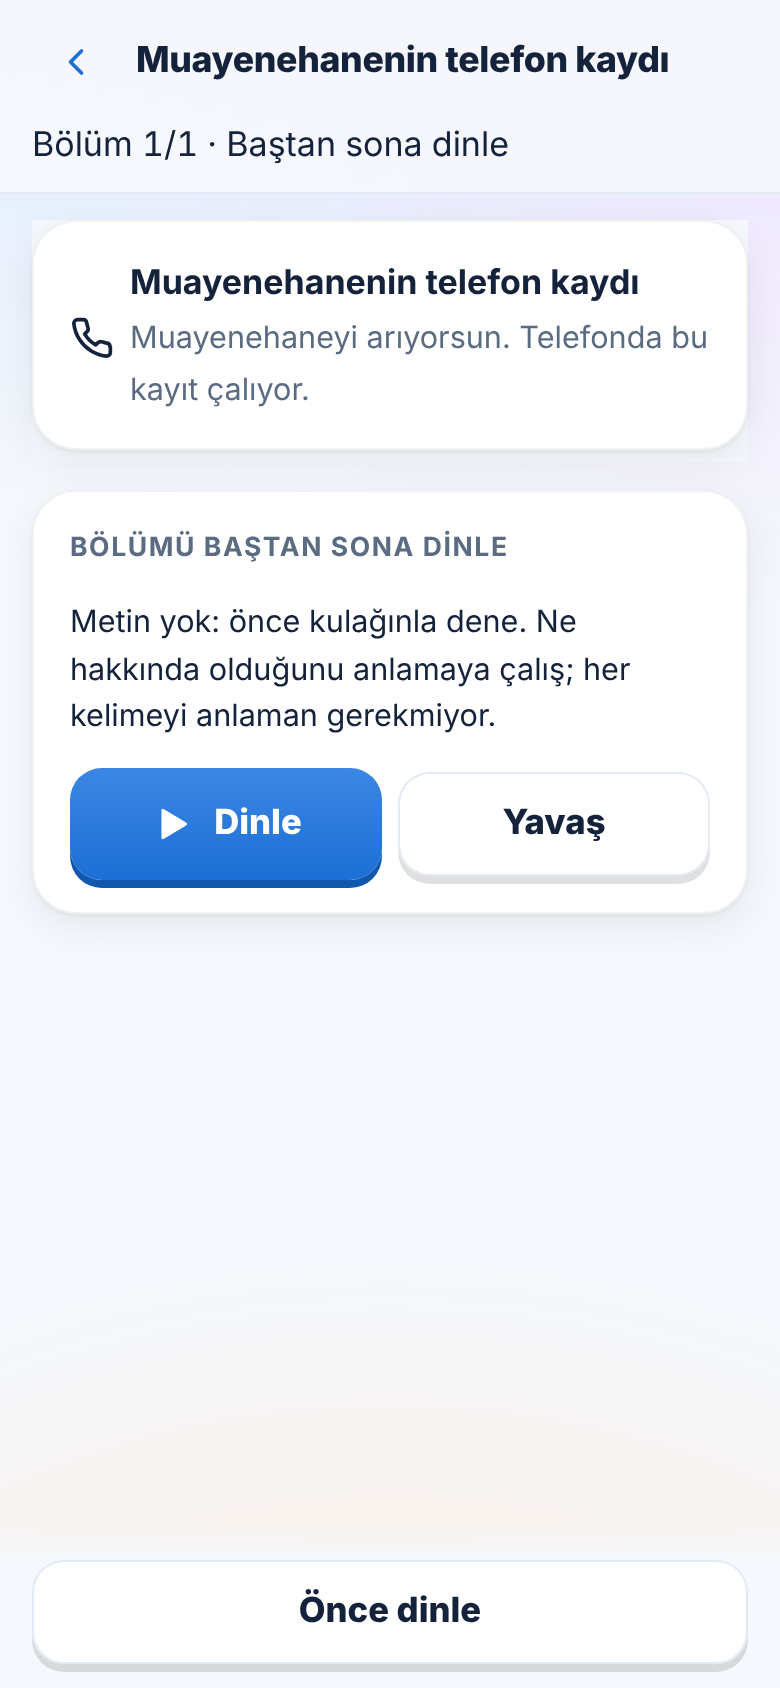 Muayenehanenin telefon kaydı
Bölüm 1/1 · Baştan sona dinle
Muayenehanenin telefon kaydı
Muayenehaneyi arıyorsun. Telefonda bu
kayıt çalıyor.
BÖLÜMÜ BAŞTAN SONA DİNLE
Metin yok: önce kulağınla dene. Ne
hakkında olduğunu anlamaya çalış; her
kelimeyi anlaman gerekmiyor.
Dinle
Yavaş
Önce dinle